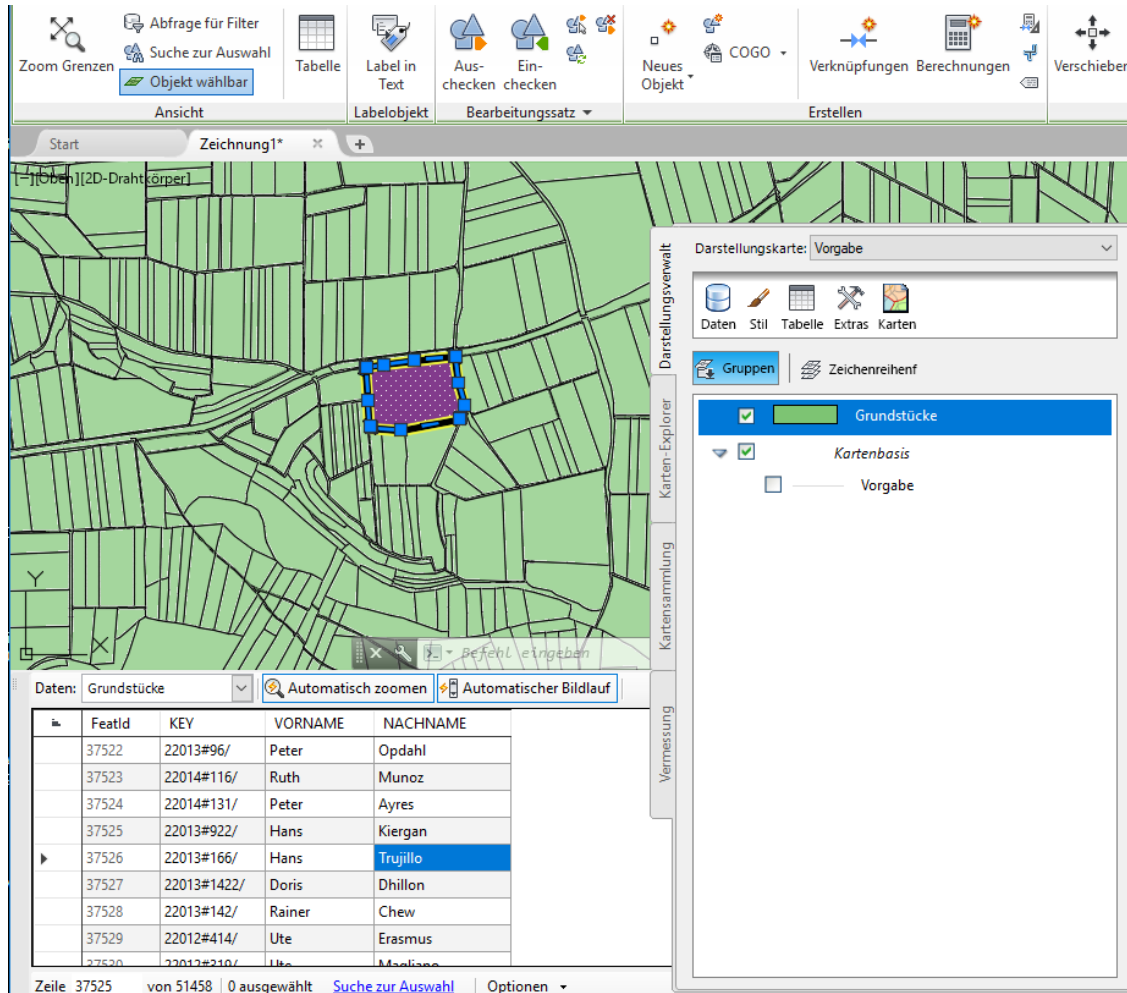 Zoom Grenzen
Abfrage für Filter
Suche zur Auswahl
Objekt wählbar
Tabelle
Label in
Text
Aus-
checken
Ein-
checken
Neues
Objekt
COGO
Verknüpfungen
Berechnungen
Verschieben
Ansicht
Labelobjekt
Bearbeitungssatz
Erstellen
Start
Zeichnung1*
[−][Oben][2D-Drahtkörper]
Y
X
Befehl eingeben
Darstellungsverwalt
Karten-Explorer
Kartensammlung
Vermessung
Darstellungskarte: Vorgabe
Daten Stil Tabelle Extras Karten
Gruppen Zeichenreihenf
Grundstücke
Kartenbasis
Vorgabe
Daten: Grundstücke Automatisch zoomen Automatischer Bildlauf
FeatId KEY VORNAME NACHNAME
37522 22013#96/ Peter Opdahl
37523 22014#116/ Ruth Munoz
37524 22014#131/ Peter Ayres
37525 22013#922/ Hans Kiergan
37526 22013#166/ Hans Trujillo
37527 22013#1422/ Doris Dhillon
37528 22013#142/ Rainer Chew
37529 22012#414/ Ute Erasmus
37530 22012#319/ Ute Magliano
Zeile 37525 von 51458 0 ausgewählt Suche zur Auswahl Optionen